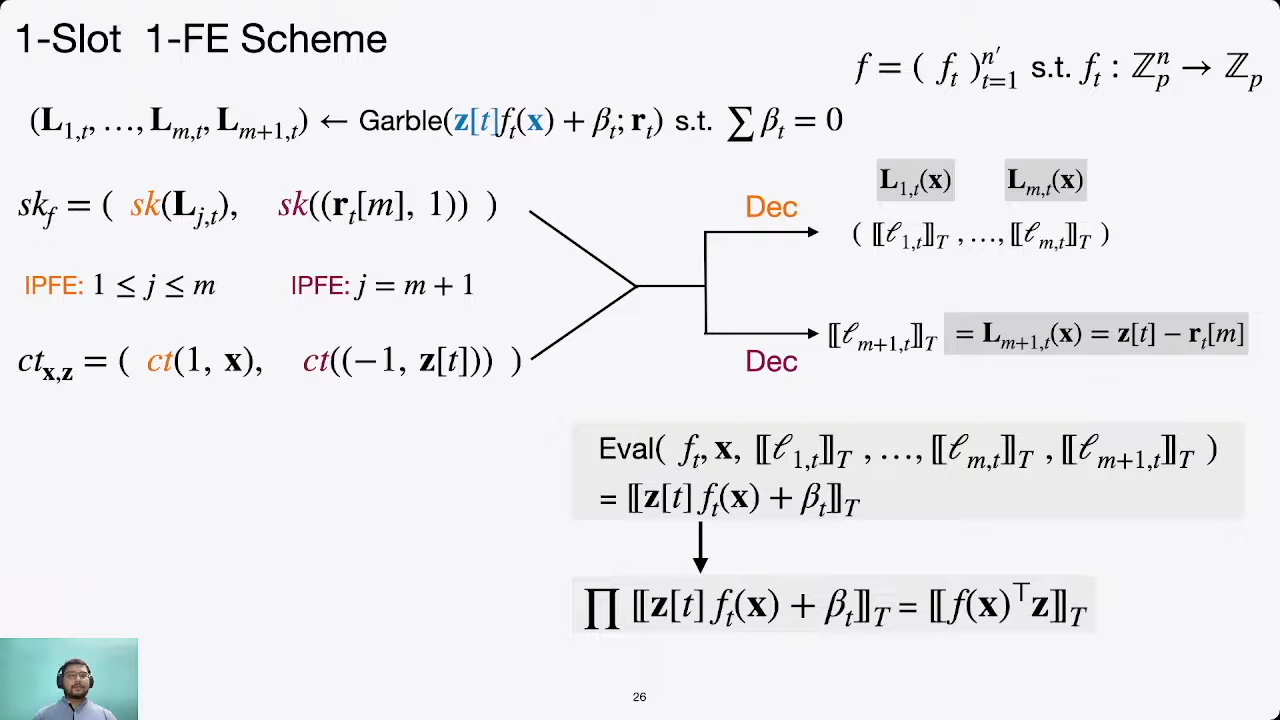 1-Slot 1-FE Scheme
f = ( f_t )_{t=1}^{n′} s.t. f_t : ℤ_p^n → ℤ_p
(𝐋_{1,t}, …, 𝐋_{m,t}, 𝐋_{m+1,t}) ← Garble(𝐳[t]f_t(𝐱) + β_t; 𝐫_t) s.t. ∑ β_t = 0
sk_f = ( sk(𝐋_{j,t}), sk((𝐫_t[m], 1)) )
IPFE: 1 ≤ j ≤ m IPFE: j = m + 1
ct_{𝐱,𝐳} = ( ct(1, 𝐱), ct((−1, 𝐳[t])) )
Dec
𝐋_{1,t}(𝐱) 𝐋_{m,t}(𝐱)
( ⟦ℓ_{1,t}⟧_T , …, ⟦ℓ_{m,t}⟧_T )
⟦ℓ_{m+1,t}⟧_T = 𝐋_{m+1,t}(𝐱) = 𝐳[t] − 𝐫_t[m]
Dec
Eval( f_t, 𝐱, ⟦ℓ_{1,t}⟧_T , …, ⟦ℓ_{m,t}⟧_T , ⟦ℓ_{m+1,t}⟧_T )
= ⟦𝐳[t] f_t(𝐱) + β_t⟧_T
∏ ⟦𝐳[t] f_t(𝐱) + β_t⟧_T = ⟦f(𝐱)^⊤𝐳⟧_T
26